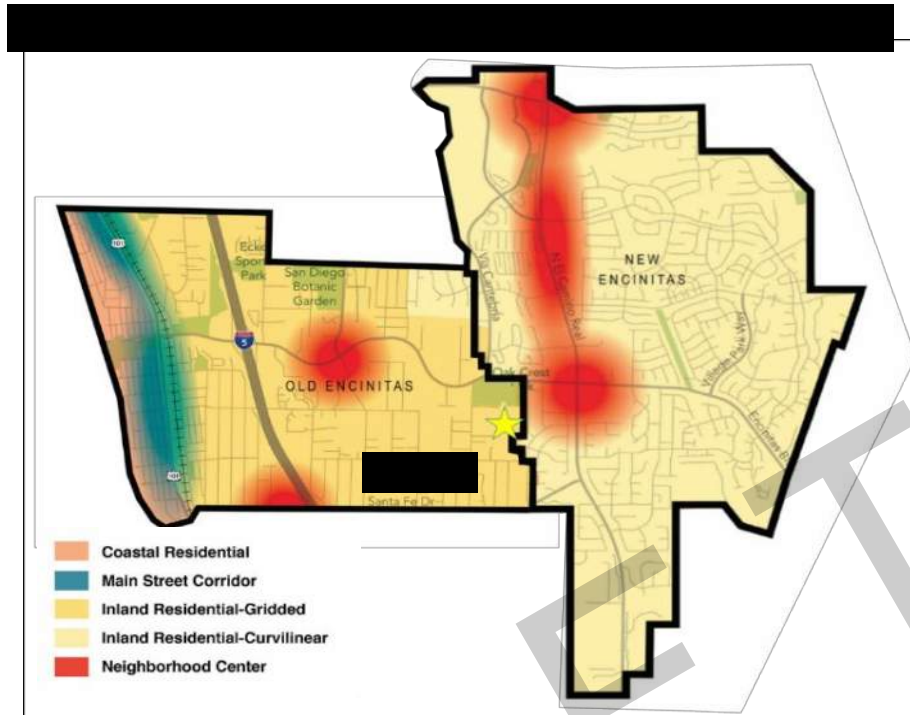 101
Ecke
Sports
Park
San Diego
Botanic
Garden
NEW
ENCINITAS
Via Cantebria
N El Camino Real
5
Oak Crest
Village Park Way
OLD ENCINITAS
Encinitas B
101
Santa Fe Dr
Coastal Residential
Main Street Corridor
Inland Residential-Gridded
Inland Residential-Curvilinear
Neighborhood Center